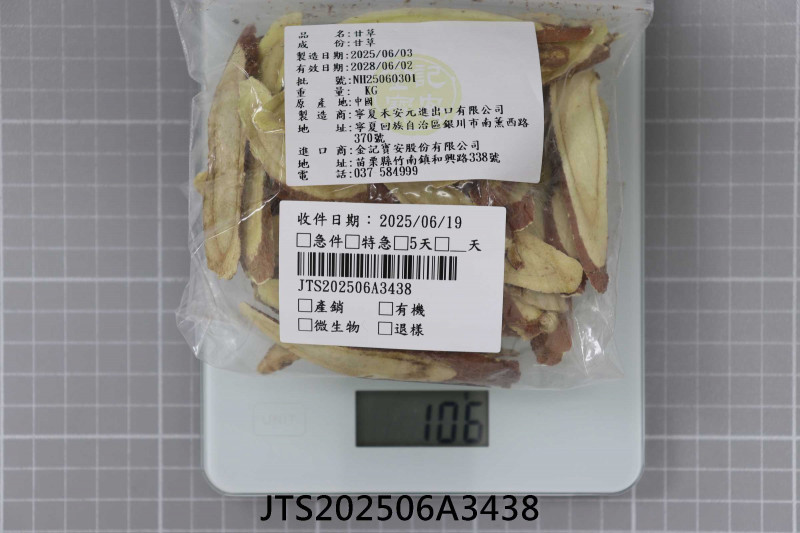 品 名:甘草
成 份:甘草
製造日期:2025/06/03
有效日期:2028/06/02
批 號:NH25060301
重 量: KG
原 產 地:中國
製 造 商:寧夏禾安元進出口有限公司
地 址:寧夏回族自治區銀川市南薰西路
370號
進 口 商:金記寶安股份有限公司
地 址:苗栗縣竹南鎮和興路338號
電 話:037 584999
收件日期：2025/06/19
□急件□特急□5天□__天
JTS202506A3438
□產銷 □有機
□微生物 □退樣
UNIT
106
JTS202506A3438